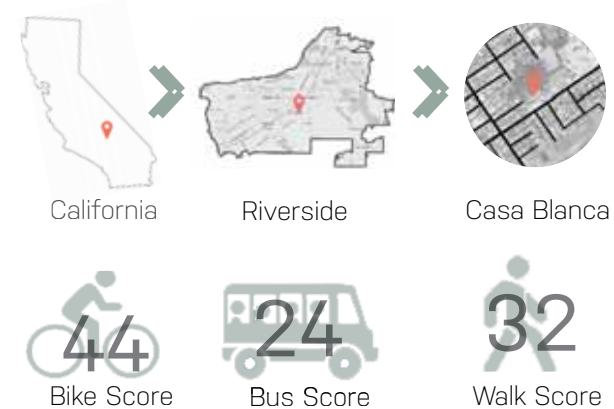 California
Riverside
Casa Blanca
44
24
32
Bike Score
Bus Score
Walk Score